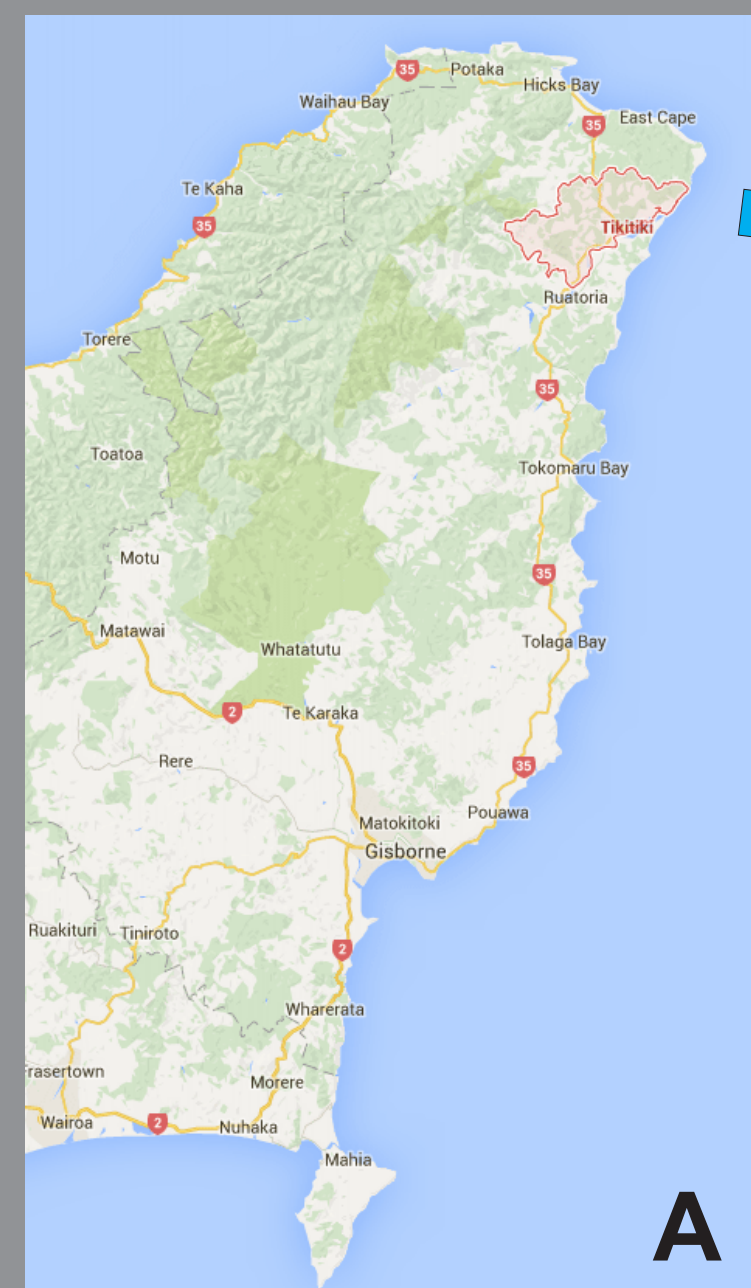 35
Potaka
Hicks Bay
Waihau Bay
East Cape
35
Te Kaha
35
Tikitiki
Ruatoria
Torere
35
Toatoa
Tokomaru Bay
Motu
35
Matawai
Tolaga Bay
Whatatutu
2
Te Karaka
Rere
35
Pouawa
Matokitoki
Gisborne
Ruakituri
Tiniroto
2
Wharerata
rasertown
Morere
Wairoa
2
Nuhaka
Mahia
A